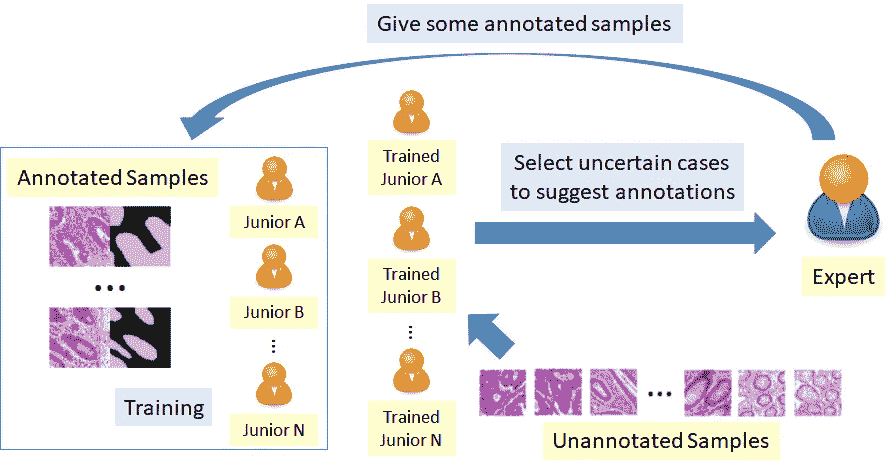 Give some annotated samples
Annotated Samples
Junior A
Junior B
Junior N
Training
Trained
Junior A
Trained
Junior B
Trained
Junior N
Select uncertain cases
to suggest annotations
Expert
Unannotated Samples